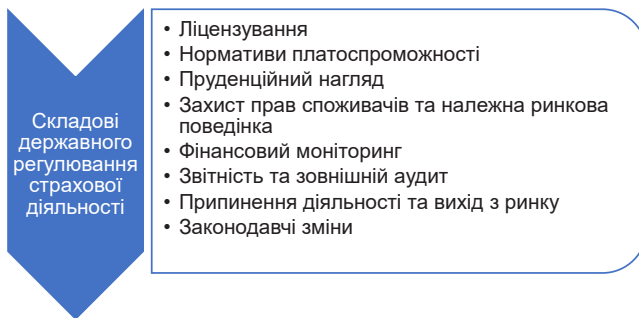 Складові
державного
регулювання
страхової
діяльності
• Ліцензування
• Нормативи платоспроможності
• Пруденційний нагляд
• Захист прав споживачів та належна ринкова
поведінка
• Фінансовий моніторинг
• Звітність та зовнішній аудит
• Припинення діяльності та вихід з ринку
• Законодавчі зміни